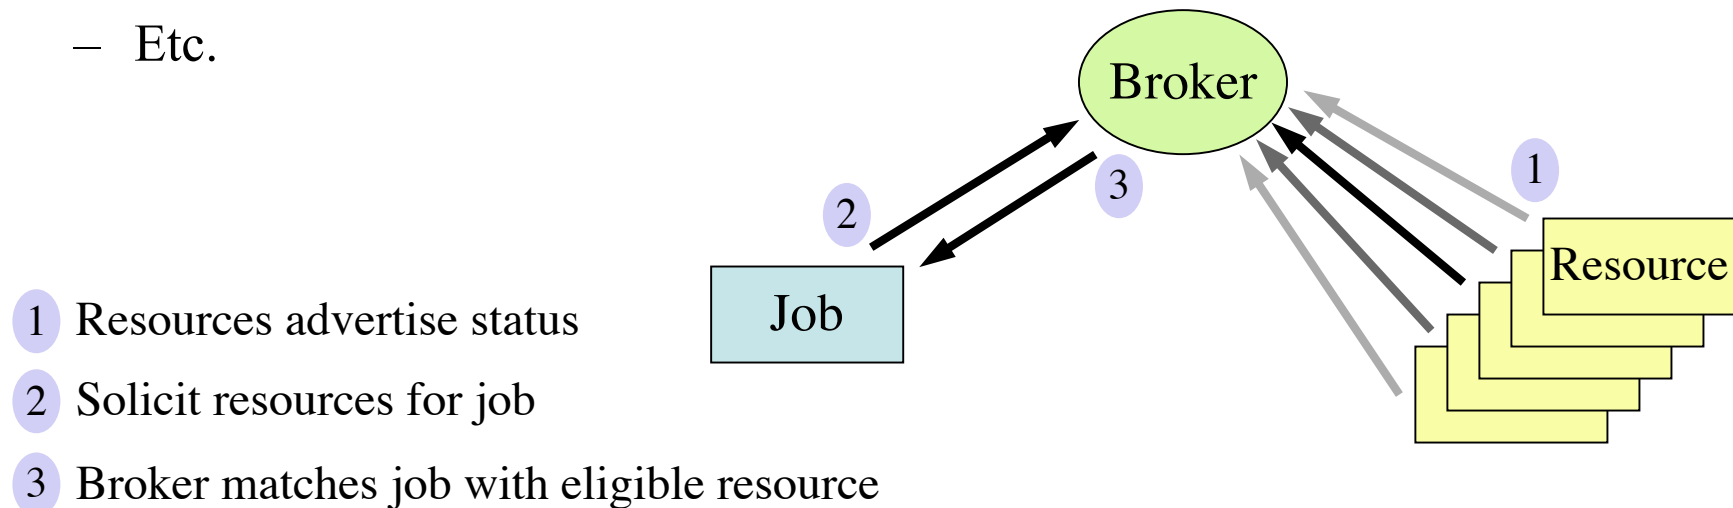 – Etc.
Broker
1
3
2
Resource
Job
1 Resources advertise status
2 Solicit resources for job
3 Broker matches job with eligible resource